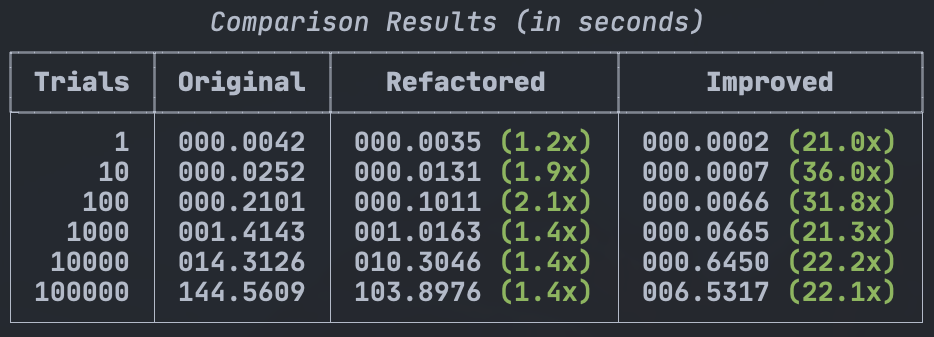 Comparison Results (in seconds)
Trials Original Refactored Improved
1 000.0042 000.0035 (1.2x) 000.0002 (21.0x)
10 000.0252 000.0131 (1.9x) 000.0007 (36.0x)
100 000.2101 000.1011 (2.1x) 000.0066 (31.8x)
1000 001.4143 001.0163 (1.4x) 000.0665 (21.3x)
10000 014.3126 010.3046 (1.4x) 000.6450 (22.2x)
100000 144.5609 103.8976 (1.4x) 006.5317 (22.1x)